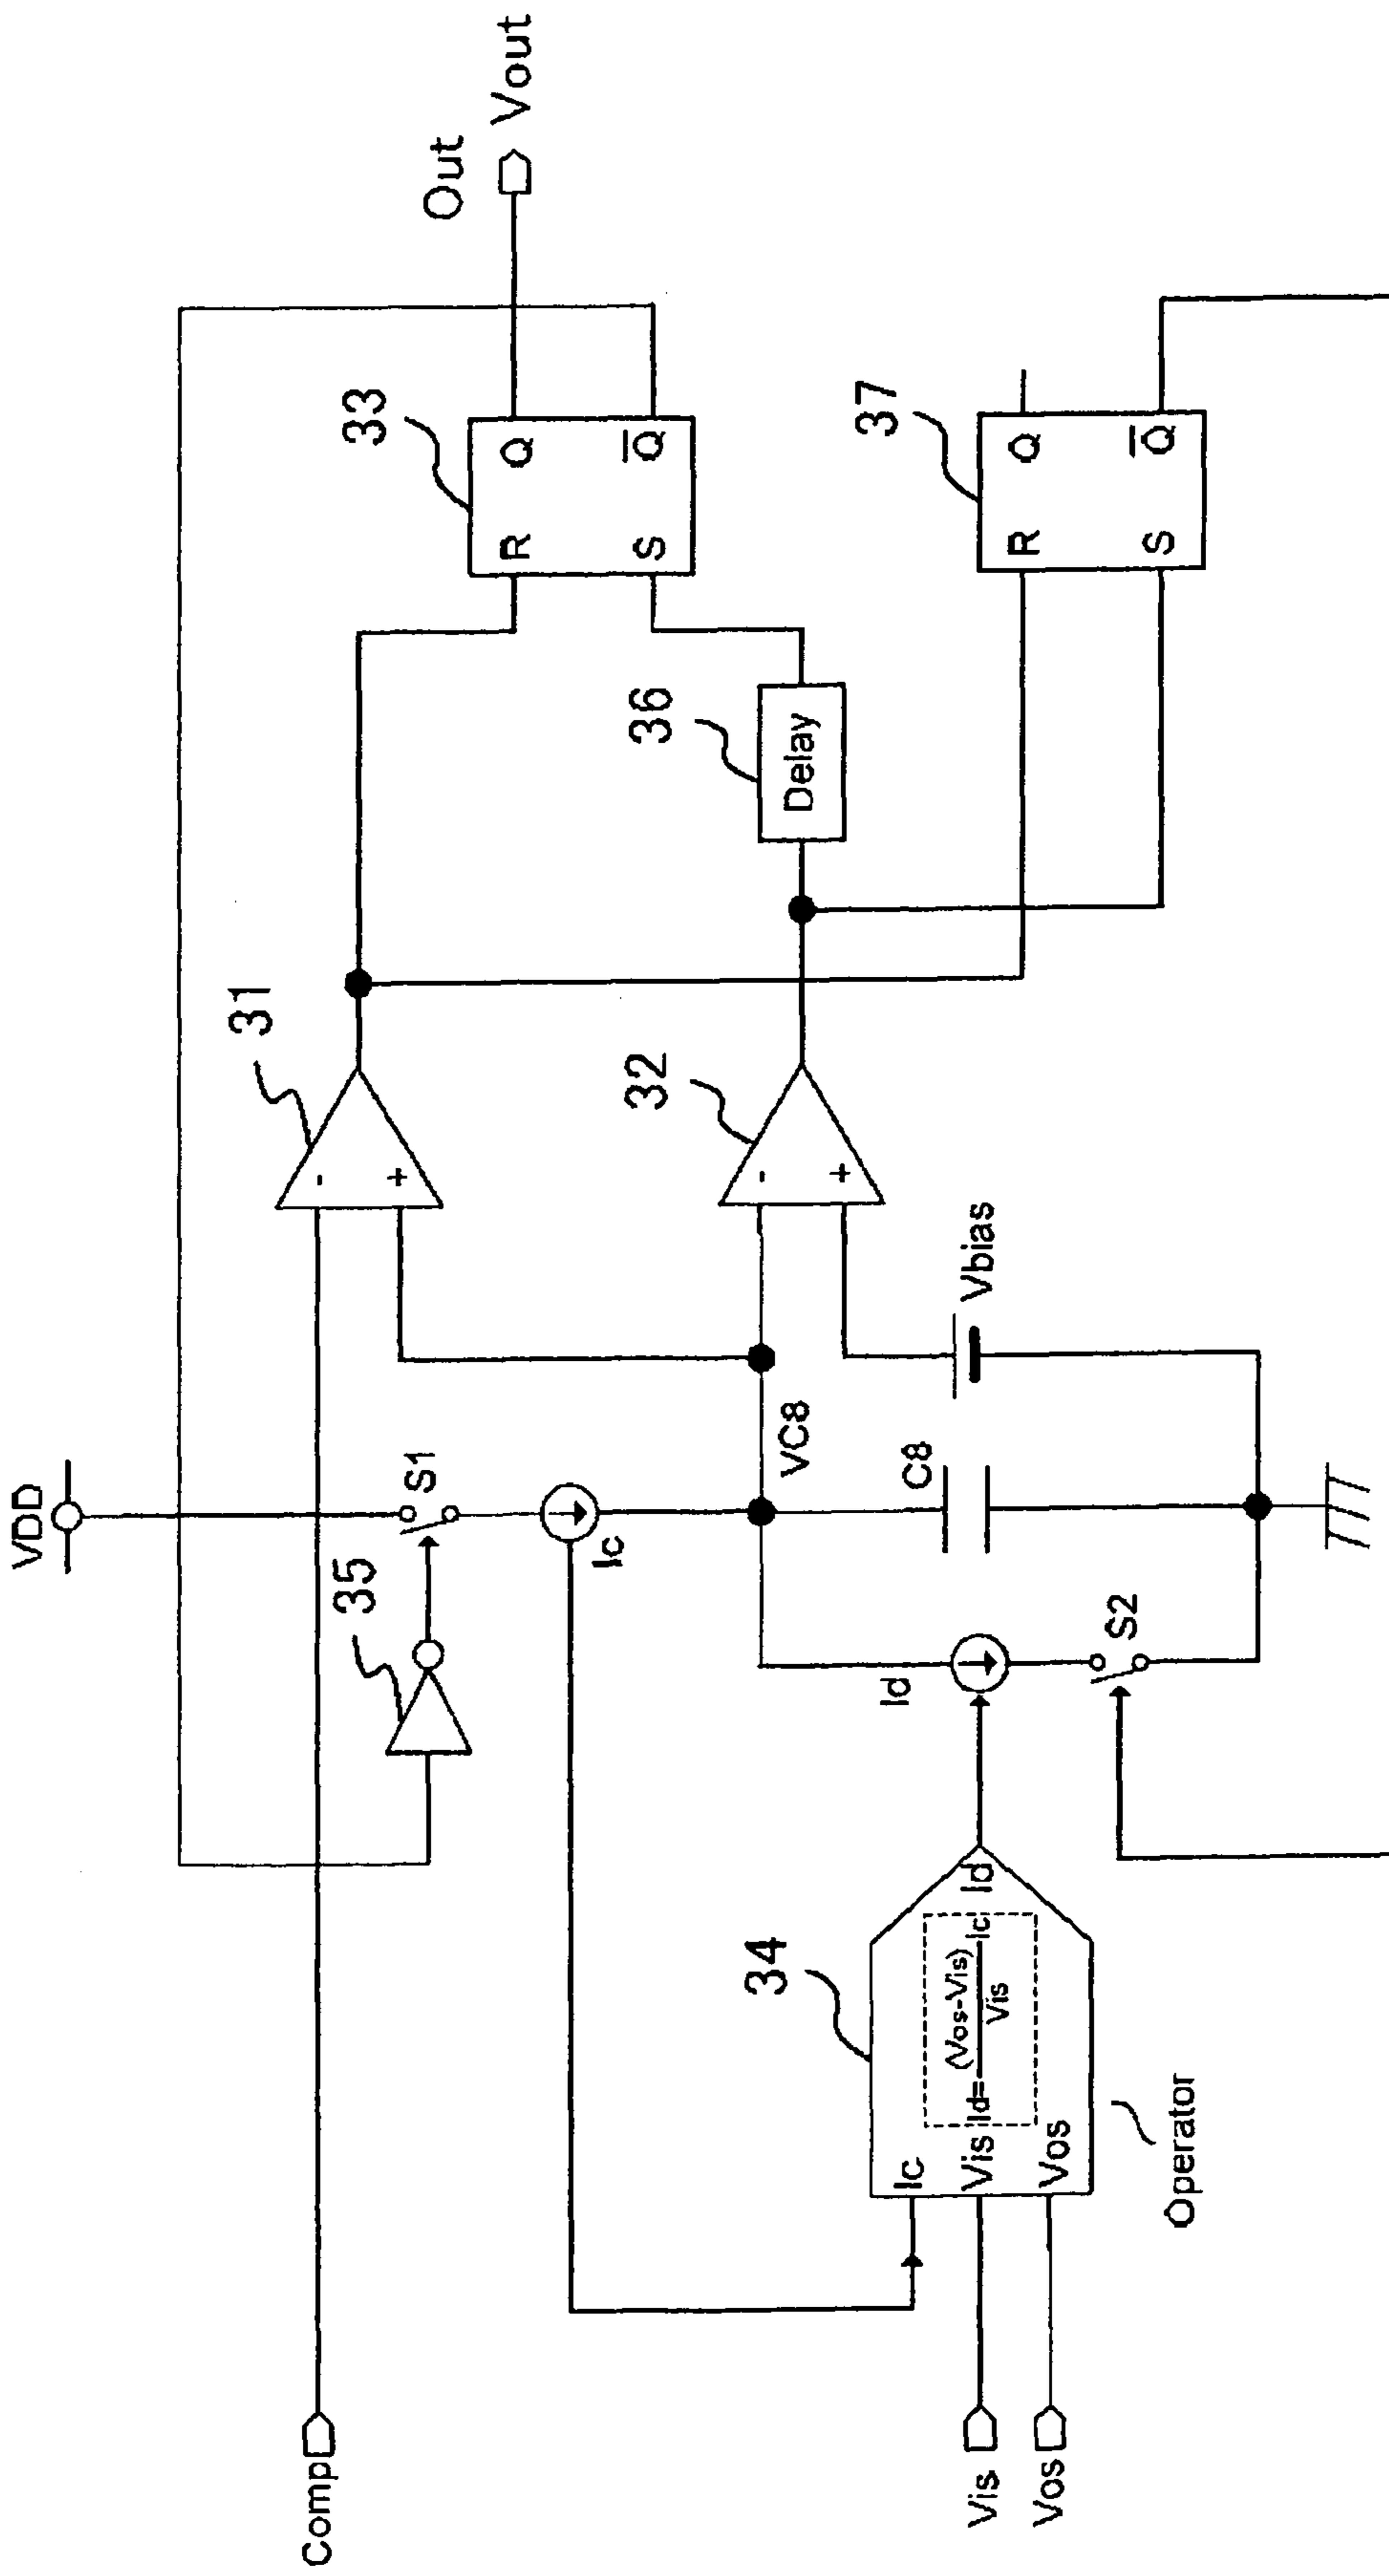 VDD
Comp
35
S1
Ic
31
-
+
33
R
Q
S
Q̅
Out
Vout
VC8
C8
Vbias
32
-
+
36
Delay
37
R
Q
S
Q̅
34
Ic
Vis
Vos
Id=(Vos-Vis)/Vis Ic
Id
Id
S2
Vis
Vos
Operator